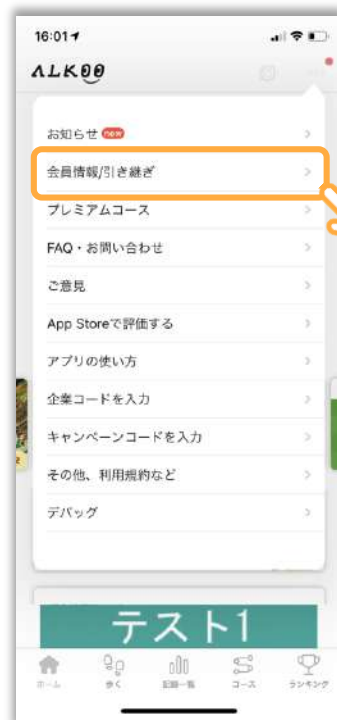 16:01
ALKOO
お知らせ new
会員情報/引き継ぎ
プレミアムコース
FAQ・お問い合わせ
ご意見
App Storeで評価する
アプリの使い方
企業コードを入力
キャンペーンコードを入力
その他、利用規約など
デバッグ
テスト1
ホーム 歩く 記録一覧 コース ランキング